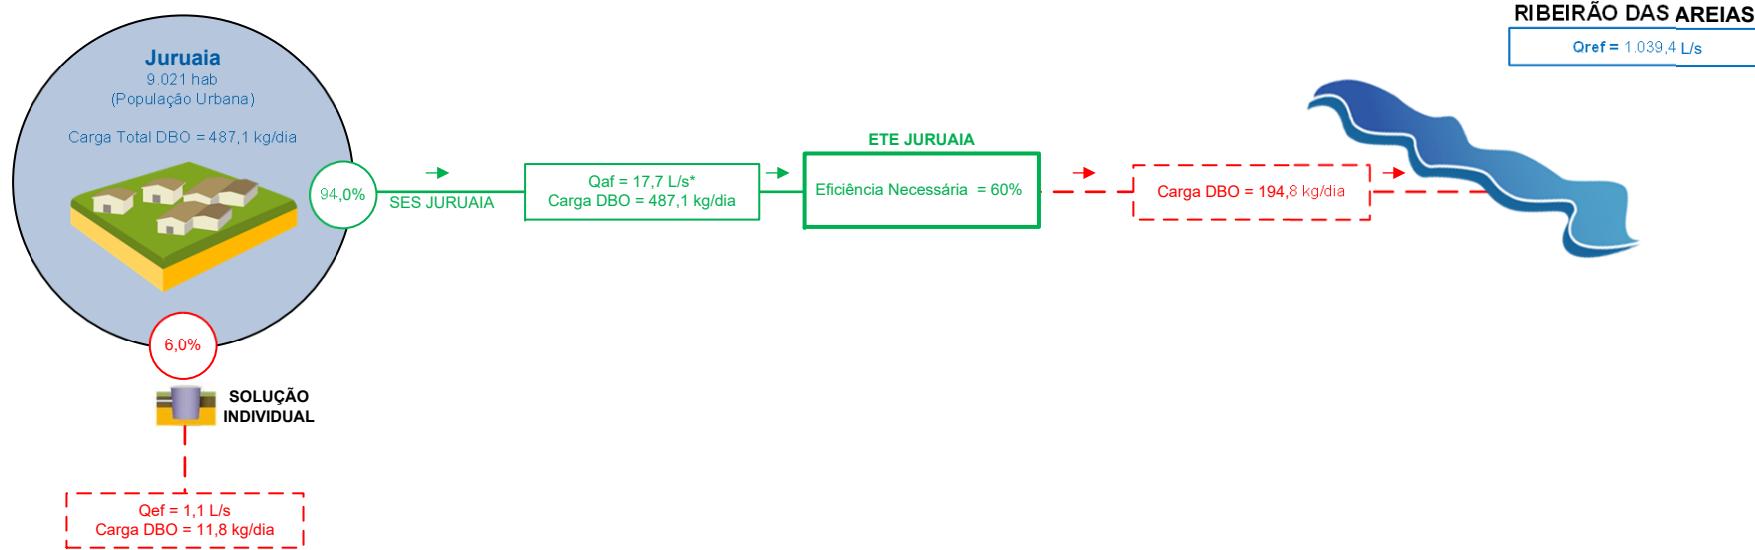 RIBEIRÃO DAS AREIAS
Qref = 1.039,4 L/s
Juruaia
9.021 hab
(População Urbana)
Carga Total DBO = 487,1 kg/dia
94,0%
SES JURUAIA
Qaf = 17,7 L/s*
Carga DBO = 487,1 kg/dia
ETE JURUAIA
Eficiência Necessária = 60%
Carga DBO = 194,8 kg/dia
6,0%
SOLUÇÃO
INDIVIDUAL
Qef = 1,1 L/s
Carga DBO = 11,8 kg/dia